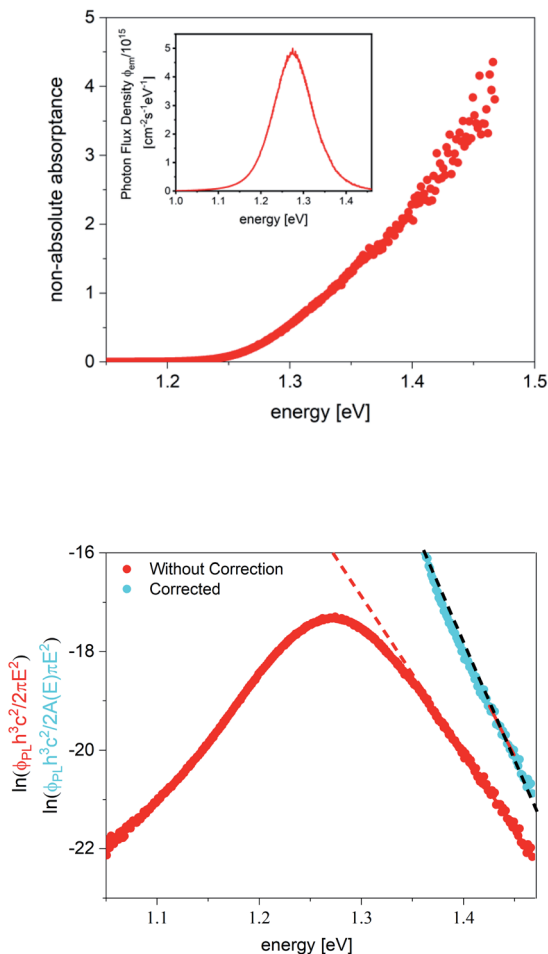 5
4
3
2
1
0
non-absolute absorptance
1.2
1.3
1.4
1.5
energy [eV]
Photon Flux Density ϕem/10¹⁵
[cm⁻²s⁻¹eV⁻¹]
5
4
3
2
1
0
1.0
1.1
1.2
1.3
1.4
energy [eV]
-16
-18
-20
-22
ln(ϕPLh³c²/2πE²)
ln(ϕPLh³c²/2A(E)πE²)
Without Correction
Corrected
1.1
1.2
1.3
1.4
energy [eV]